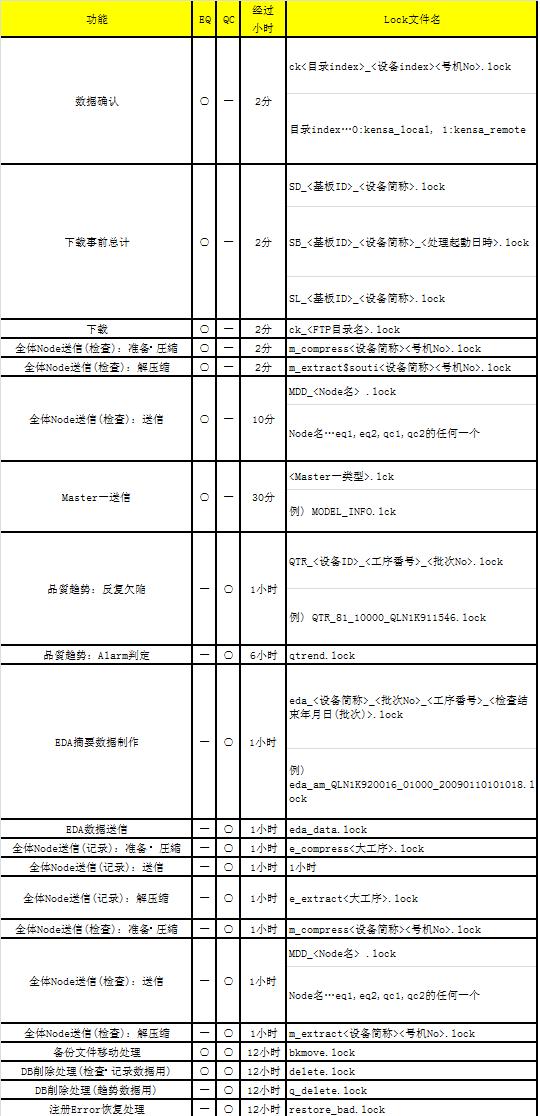 功能 EQ QC 经过小时 Lock文件名
ck<目录index>_<设备index><号机No>.lock
数据确认 ○ — 2分
目录index…0:kensa_local, 1:kensa_remote
SD_<基板ID>_<设备简称>.lock
下载事前总计 ○ — 2分 SB_<基板ID>_<设备简称>_<处理起動日時>.lock
SL_<基板ID>_<设备简称>.lock
下载 ○ — 2分 ck_<FTP目录名>.lock
全体Node送信(检查): 准备・压缩 ○ — 2分 m_compress<设备简称><号机No>.lock
全体Node送信(检查): 解压缩 ○ — 2分 m_extract$souti<设备简称><号机No>.lock
MDD_<Node名> .lock
全体Node送信(检查): 送信 ○ — 10分
Node名…eq1,eq2,qc1,qc2的任何一个
<Master一类型>.lck
Master一送信 ○ — 30分
例) MODEL_INFO.lck
QTR_<设备ID>_<工序番号>_<批次No>.lock
品質趋势: 反复欠陷 — ○ 1小时
例) QTR_81_10000_QLN1K911546.lock
品質趋势: Alarm判定 — ○ 6小时 qtrend.lock
eda_<设备简称>_<批次No>_<工序番号>_<检查结
束年月日(批次)>.lock
EDA摘要数据制作 — ○ 1小时
例)
eda_am_QLN1K920016_01000_20090110101018.l
ock
EDA数据送信 — ○ 1小时 eda_data.lock
全体Node送信(记录): 准备・压缩 — ○ 1小时 e_compress<大工序>.lock
全体Node送信(记录): 送信 — ○ 1小时 1小时
全体Node送信(记录): 解压缩 — ○ 1小时 e_extract<大工序>.lock
全体Node送信(检查): 准备・压缩 — ○ 1小时 m_compress<设备简称><号机No>.lock
MDD_<Node名> .lock
全体Node送信(检查): 送信 — ○ 1小时
Node名…eq1,eq2,qc1,qc2的任何一个
全体Node送信(检查): 解压缩 — ○ 1小时 m_extract<设备简称><号机No>.lock
备份文件移动处理 ○ ○ 12小时 bkmove.lock
DB削除处理(检查・记录数据用) ○ ○ 12小时 delete.lock
DB削除处理(趋势数据用) — ○ 12小时 q_delete.lock
注册Error恢复处理 — ○ 12小时 restore_bad.lock